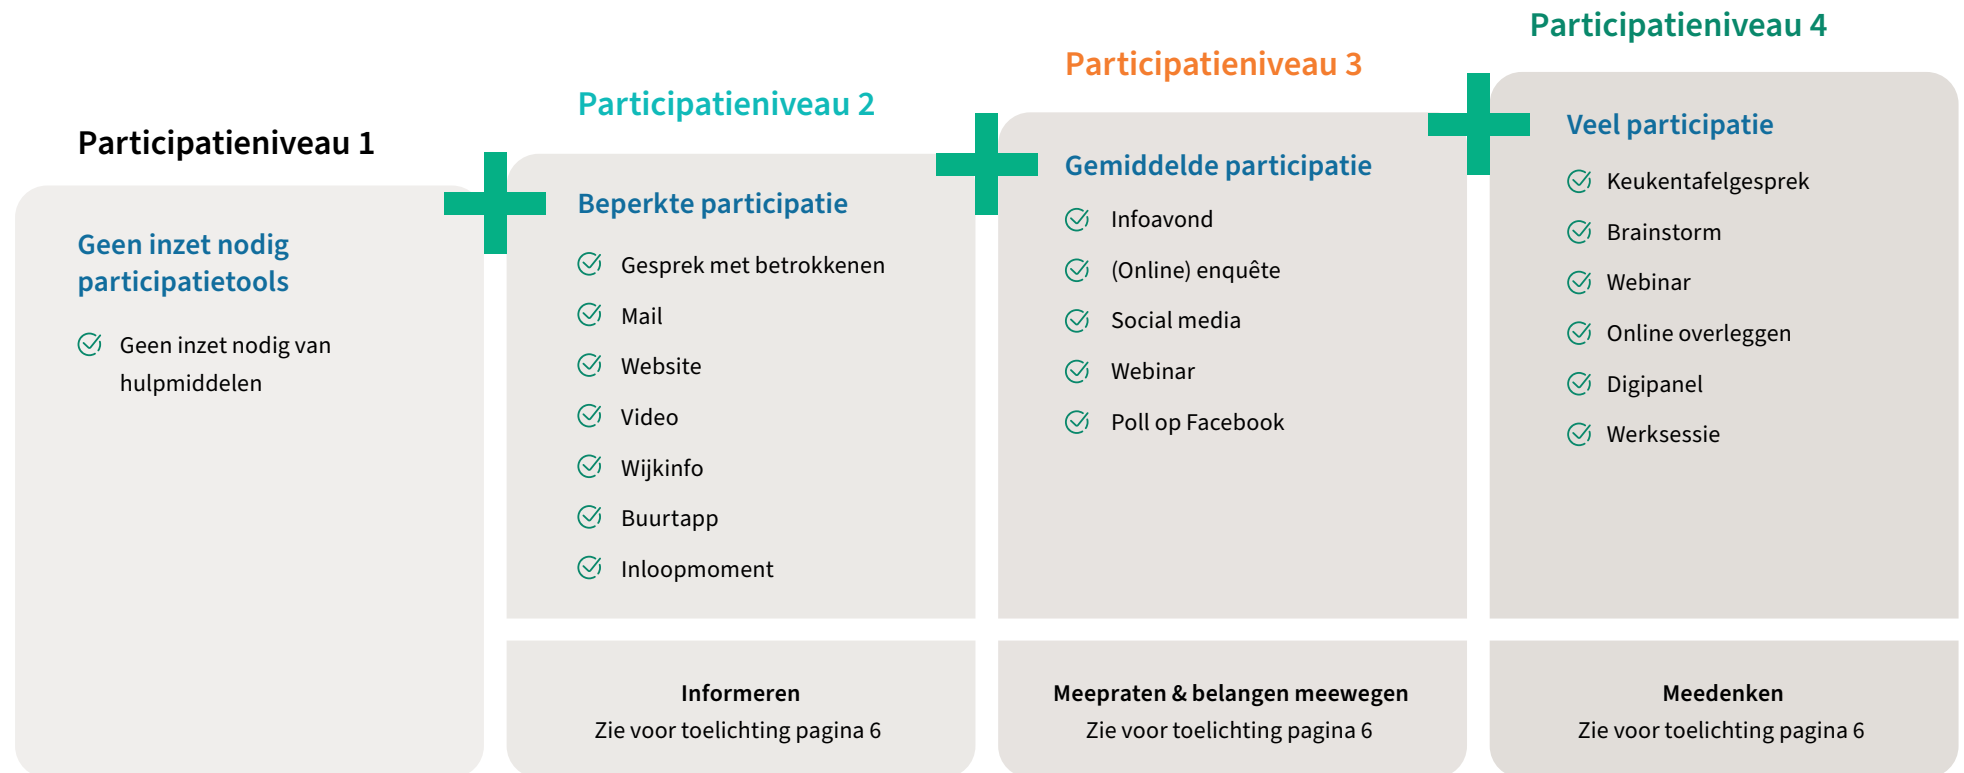 Participatieniveau 1
Geen inzet nodig
participatietools
Geen inzet nodig van
hulpmiddelen
Participatieniveau 2
Beperkte participatie
Gesprek met betrokkenen
Mail
Website
Video
Wijkinfo
Buurtapp
Inloopmoment
Informeren
Zie voor toelichting pagina 6
Participatieniveau 3
Gemiddelde participatie
Infoavond
(Online) enquête
Social media
Webinar
Poll op Facebook
Meepraten & belangen meewegen
Zie voor toelichting pagina 6
Participatieniveau 4
Veel participatie
Keukentafelgesprek
Brainstorm
Webinar
Online overleggen
Digipanel
Werksessie
Meedenken
Zie voor toelichting pagina 6